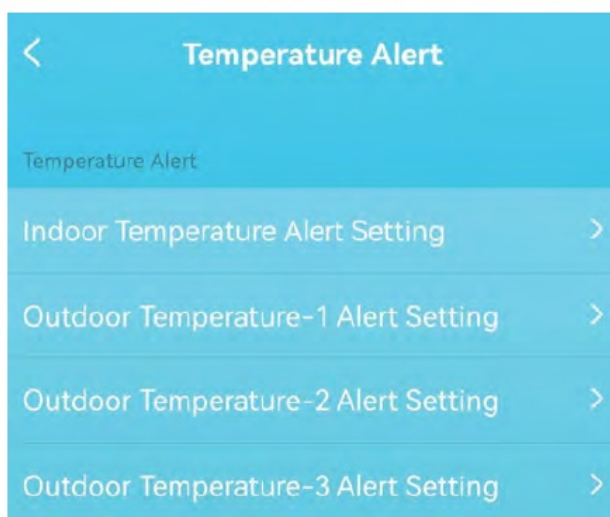 Temperature Alert
Temperature Alert
Indoor Temperature Alert Setting
Outdoor Temperature-1 Alert Setting
Outdoor Temperature-2 Alert Setting
Outdoor Temperature-3 Alert Setting